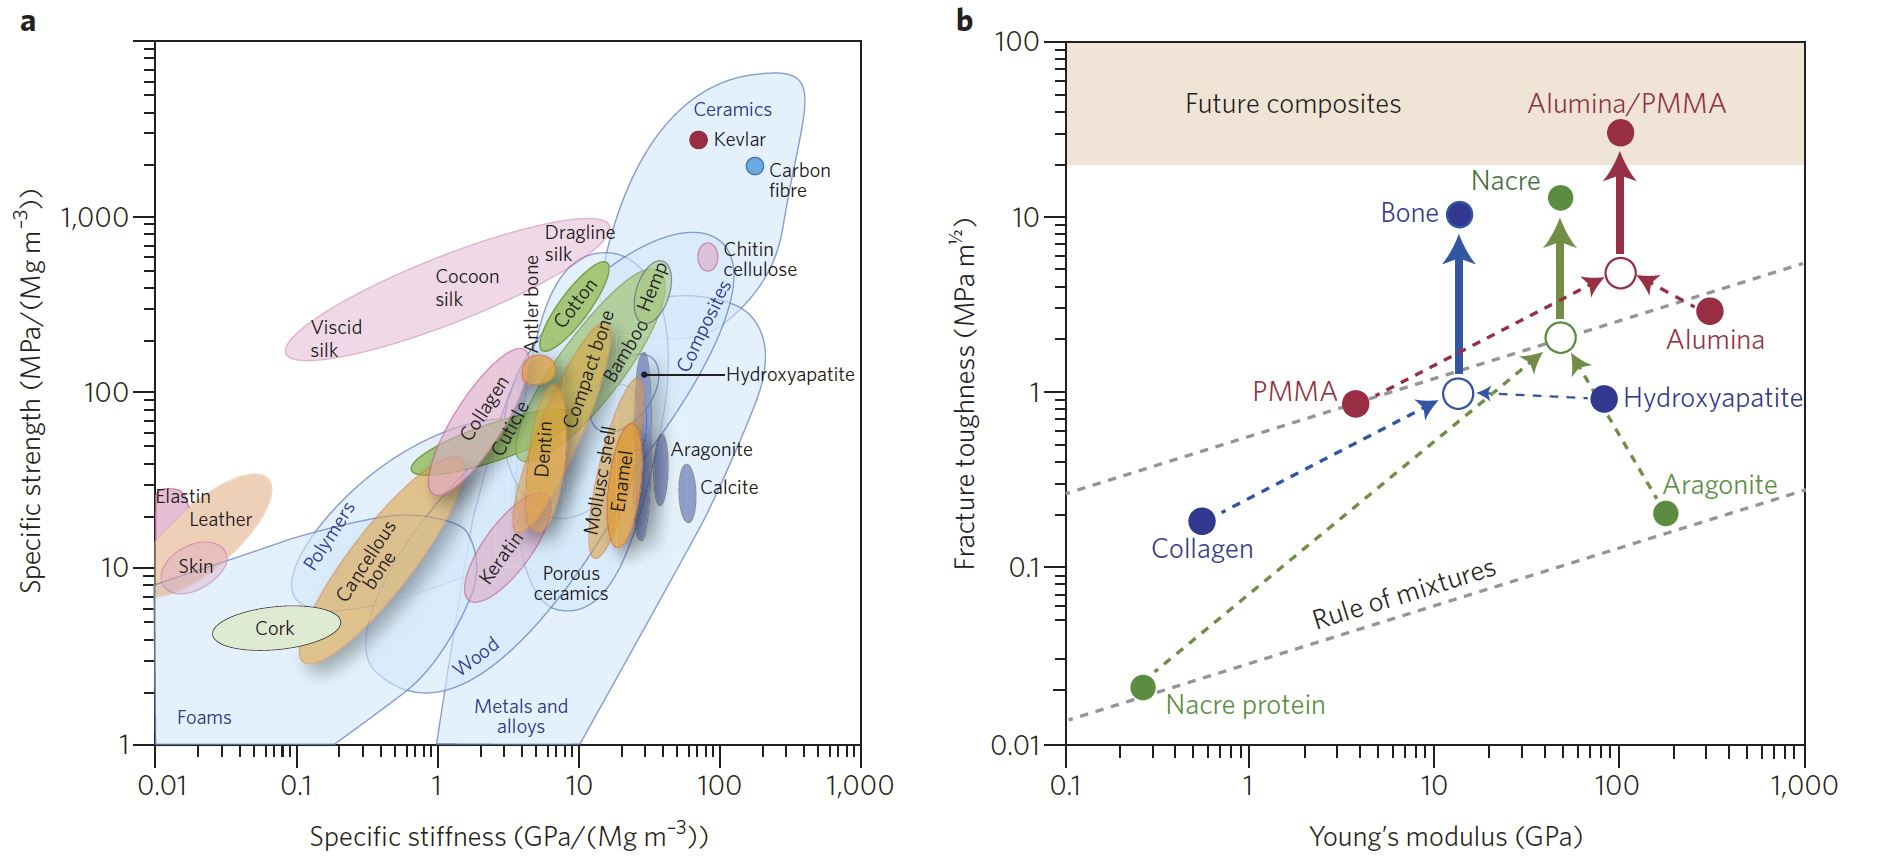 a
Specific strength (MPa/(Mg m⁻³))
1,000
100
10
1
0.01
0.1
1
10
100
1,000
Specific stiffness (GPa/(Mg m⁻³))
Ceramics
Kevlar
Carbon
fibre
Dragline
silk
Cocoon
silk
Viscid
silk
Chitin
cellulose
Antler bone
Cotton
Hemp
Composites
Compact bone
Bamboo
Hydroxyapatite
Collagen
Cuticle
Dentin
Mollusc shell
Enamel
Aragonite
Calcite
Elastin
Leather
Skin
Polymers
Cancellous
bone
Keratin
Porous
ceramics
Cork
Wood
Foams
Metals and
alloys
b
Fracture toughness (MPa m^½)
100
10
1
0.1
0.01
0.1
1
10
100
1,000
Young's modulus (GPa)
Future composites
Alumina/PMMA
Nacre
Bone
Alumina
PMMA
Hydroxyapatite
Aragonite
Collagen
Rule of mixtures
Nacre protein